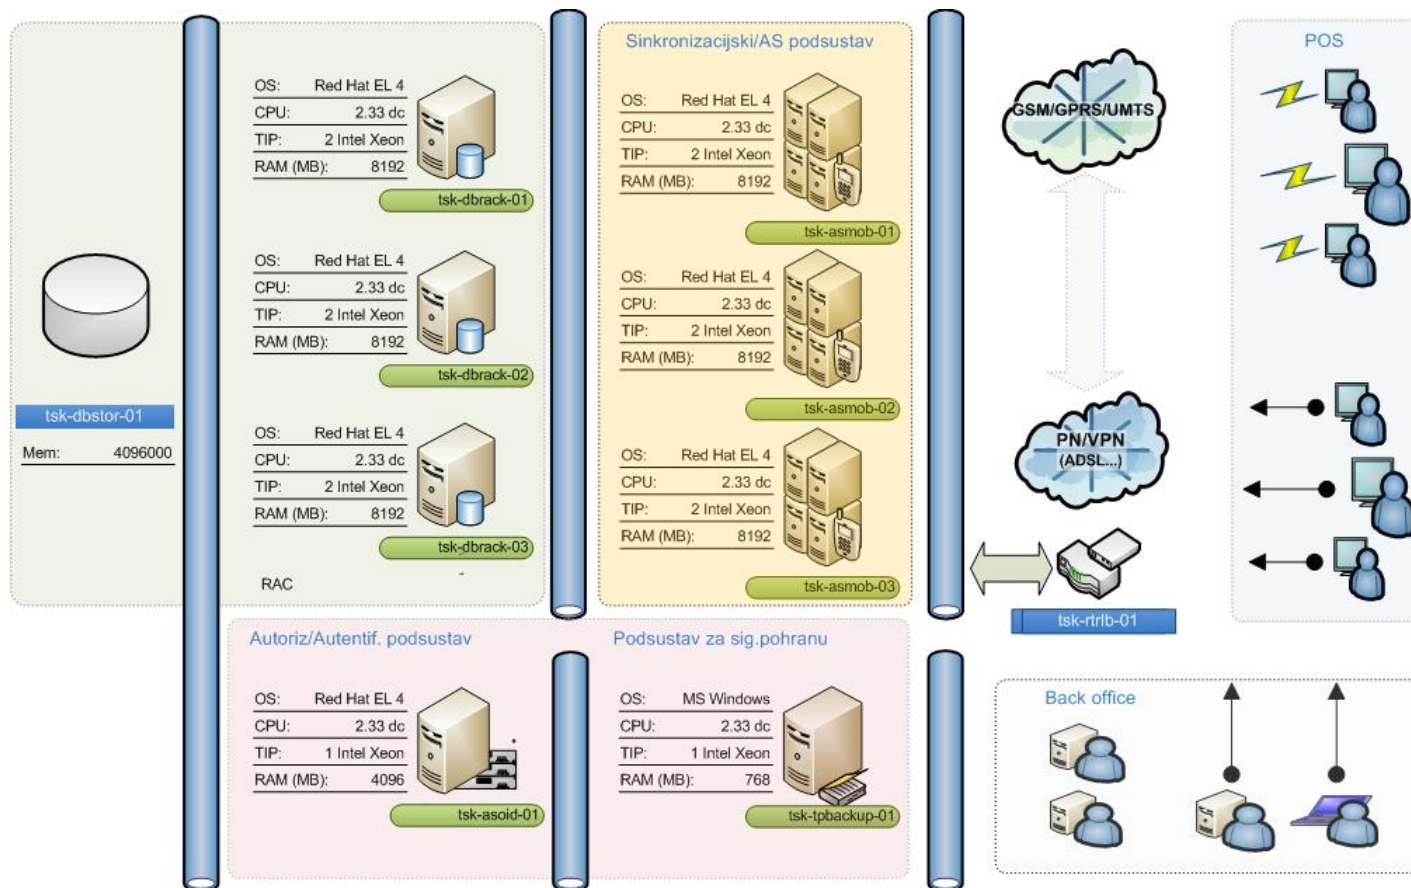 Sinkronizacijski/AS podsustav
POS
OS: Red Hat EL 4
CPU: 2.33 dc
TIP: 2 Intel Xeon
RAM (MB): 8192
tsk-dbrack-01
OS: Red Hat EL 4
CPU: 2.33 dc
TIP: 2 Intel Xeon
RAM (MB): 8192
tsk-asmob-01
GSM/GPRS/UMTS
OS: Red Hat EL 4
CPU: 2.33 dc
TIP: 2 Intel Xeon
RAM (MB): 8192
tsk-dbrack-02
OS: Red Hat EL 4
CPU: 2.33 dc
TIP: 2 Intel Xeon
RAM (MB): 8192
tsk-asmob-02
tsk-dbstor-01
Mem: 4096000
OS: Red Hat EL 4
CPU: 2.33 dc
TIP: 2 Intel Xeon
RAM (MB): 8192
tsk-dbrack-03
RAC
OS: Red Hat EL 4
CPU: 2.33 dc
TIP: 2 Intel Xeon
RAM (MB): 8192
tsk-asmob-03
PN/VPN
(ADSL...)
tsk-rtrlb-01
Autoriz/Autentif. podsustav
OS: Red Hat EL 4
CPU: 2.33 dc
TIP: 1 Intel Xeon
RAM (MB): 4096
tsk-asoid-01
Podsustav za sig.pohranu
OS: MS Windows
CPU: 2.33 dc
TIP: 1 Intel Xeon
RAM (MB): 768
tsk-tpbackup-01
Back office